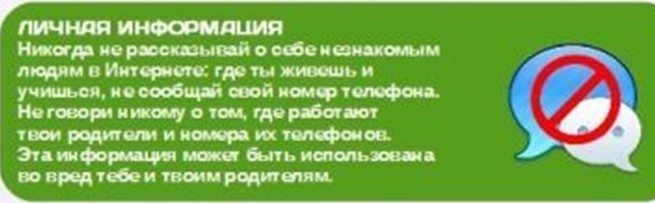 ЛИЧНАЯ ИНФОРМАЦИЯ
Никогда не рассказывай о себе незнакомым
людям в Интернете: где ты живешь и
учишься, не сообщай свой номер телефона.
Не говори никому о том, где работают
твои родители и номера их телефонов.
Эта информация может быть использована
во вред тебе и твоим родителям.